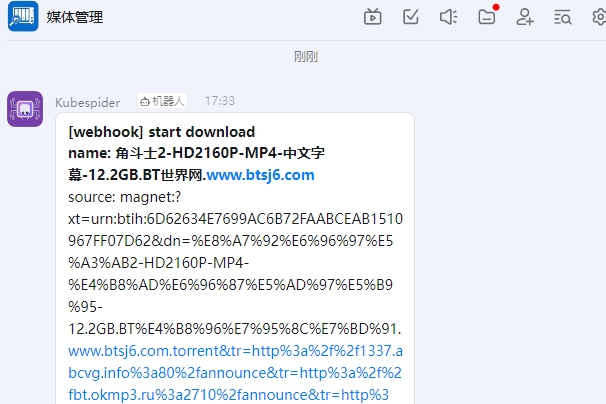 媒体管理
刚刚
Kubespider 机器人 17:33
[webhook] start download
name: 角斗士2-HD2160P-MP4-中文字
幕-12.2GB.BT世界网.www.btsj6.com
source: magnet:?
xt=urn:btih:6D62634E7699AC6B72FAABCEAB1510
967FF07D62&dn=%E8%A7%92%E6%96%97%E5
%A3%AB2-HD2160P-MP4-
%E4%B8%AD%E6%96%87%E5%AD%97%E5%B9
%95-
12.2GB.BT%E4%B8%96%E7%95%8C%E7%BD%91.
www.btsj6.com.torrent&tr=http%3a%2f%2f1337.a
bcvg.info%3a80%2fannounce&tr=http%3a%2f%2
fbt.okmp3.ru%3a2710%2fannounce&tr=http%3